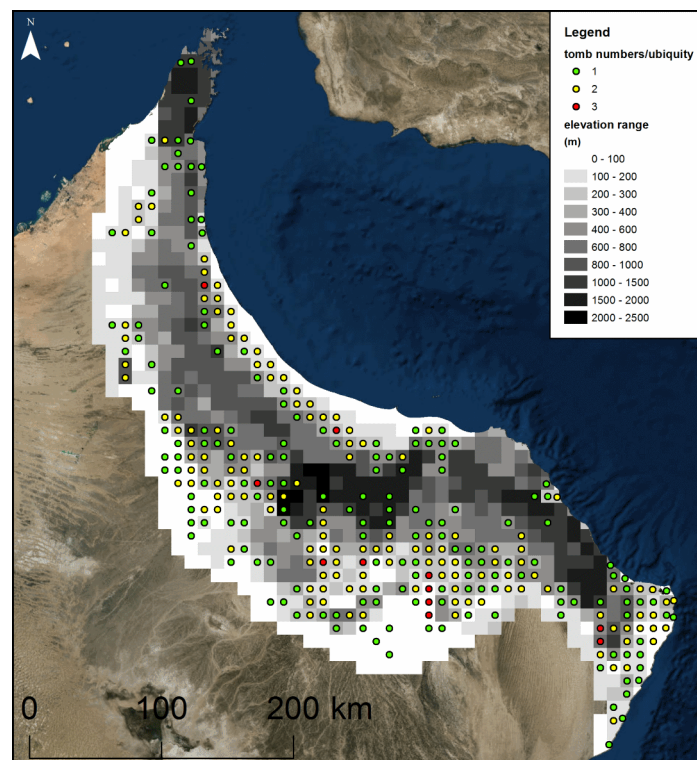 N
Legend
tomb numbers/ubiquity
1
2
3
elevation range
(m)
0 - 100
100 - 200
200 - 300
300 - 400
400 - 600
600 - 800
800 - 1000
1000 - 1500
1500 - 2000
2000 - 2500
0 100 200 km